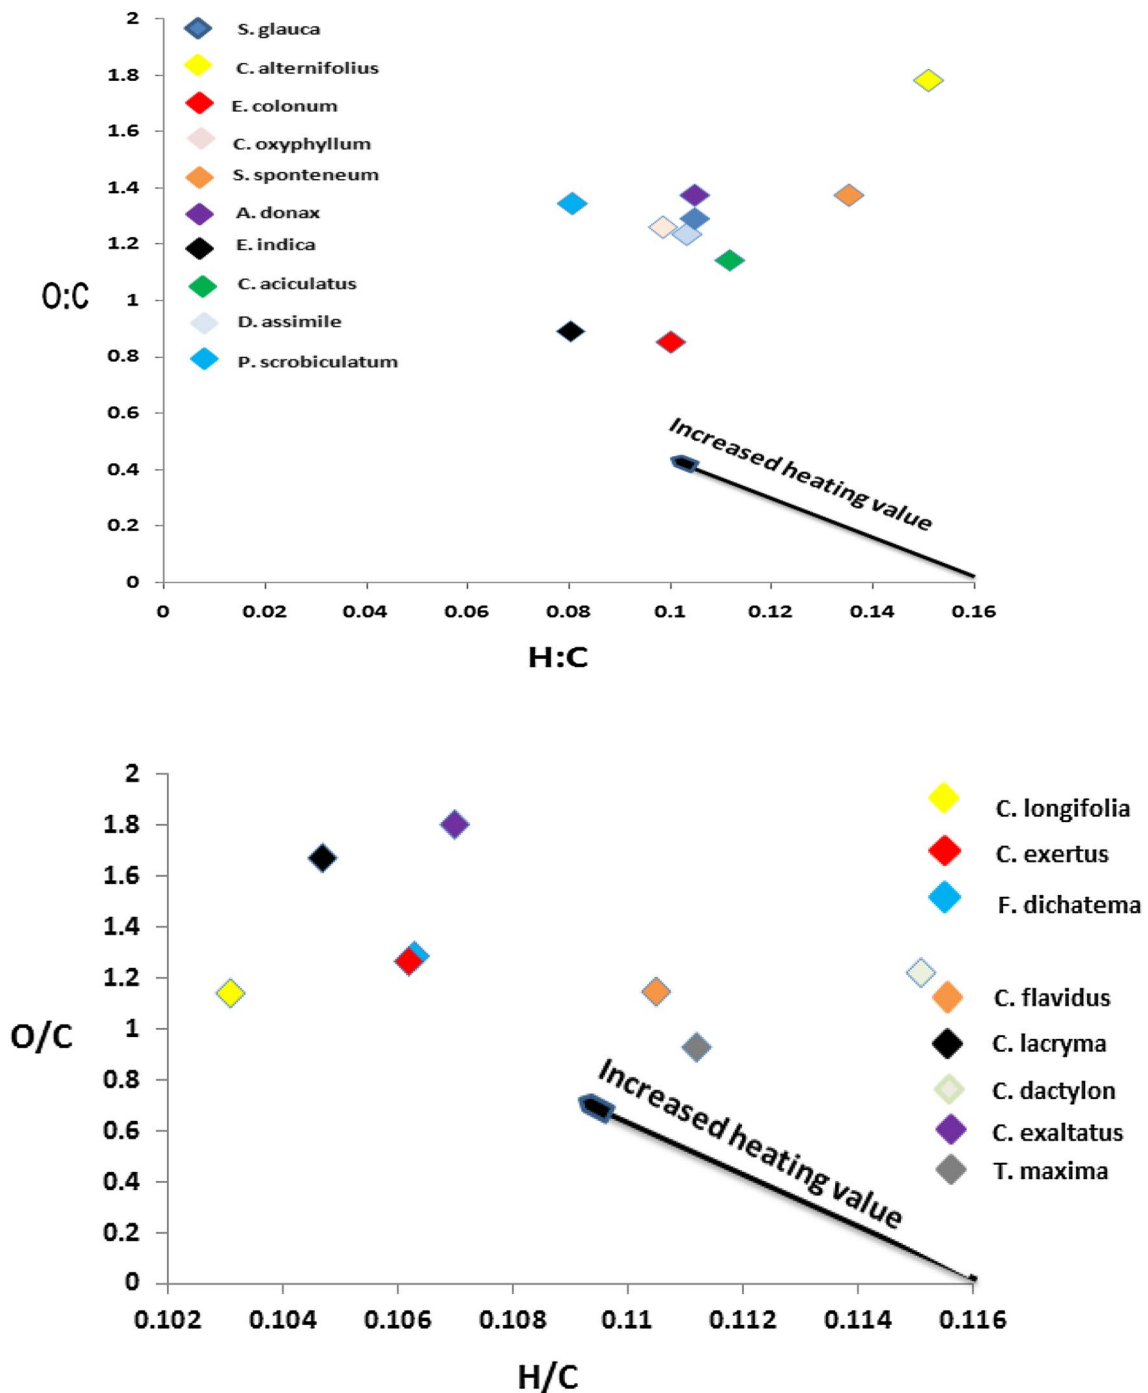 2
1.8
1.6
1.4
1.2
1
0.8
0.6
0.4
0.2
0
O:C
S. glauca
C. alternifolius
E. colonum
C. oxyphyllum
S. sponteneum
A. donax
E. indica
C. aciculatus
D. assimile
P. scrobiculatum
Increased heating value
0 0.02 0.04 0.06 0.08 0.1 0.12 0.14 0.16
H:C
2
1.8
1.6
1.4
1.2
1
0.8
0.6
0.4
0.2
0
O/C
C. longifolia
C. exertus
F. dichatema
C. flavidus
C. lacryma
C. dactylon
C. exaltatus
T. maxima
Increased heating value
0.102 0.104 0.106 0.108 0.11 0.112 0.114 0.116
H/C